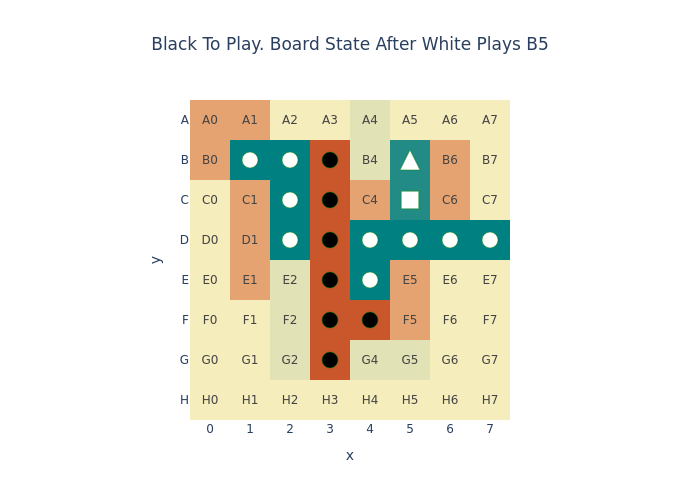 Black To Play. Board State After White Plays B5
A A0 A1 A2 A3 A4 A5 A6 A7
B B0 B4 B6 B7
C C0 C1 C4 C6 C7
D D0 D1
E E0 E1 E2 E5 E6 E7
F F0 F1 F2 F5 F6 F7
G G0 G1 G2 G4 G5 G6 G7
H H0 H1 H2 H3 H4 H5 H6 H7
0 1 2 3 4 5 6 7
x
y